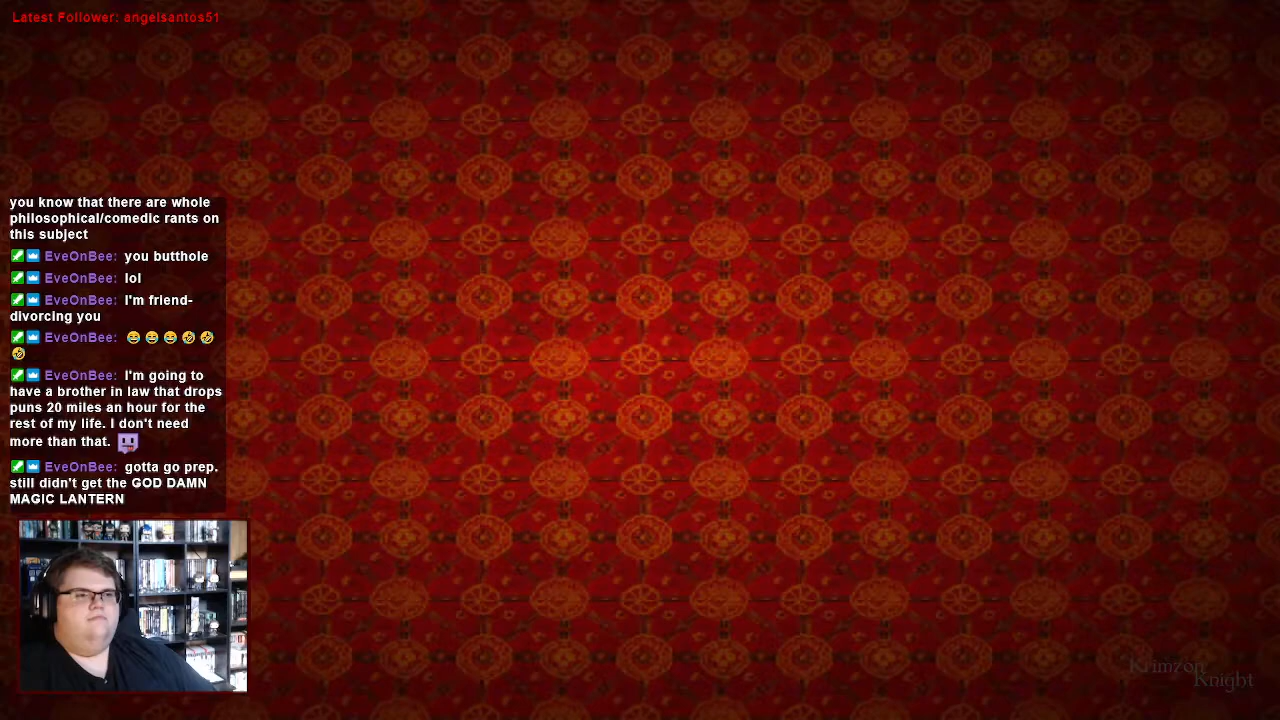 Latest Follower: angelsantos51
you know that there are whole
philosophical/comedic rants on
this subject
EveOnBee: you butthole
EveOnBee: lol
EveOnBee: I'm friend-
divorcing you
EveOnBee: 😂😂😂🤣🤣
🤣
EveOnBee: I'm going to
have a brother in law that drops
puns 20 miles an hour for the
rest of my life. I don't need
more than that.
EveOnBee: gotta go prep.
still didn't get the GOD DAMN
MAGIC LANTERN
Krimzon
Knight